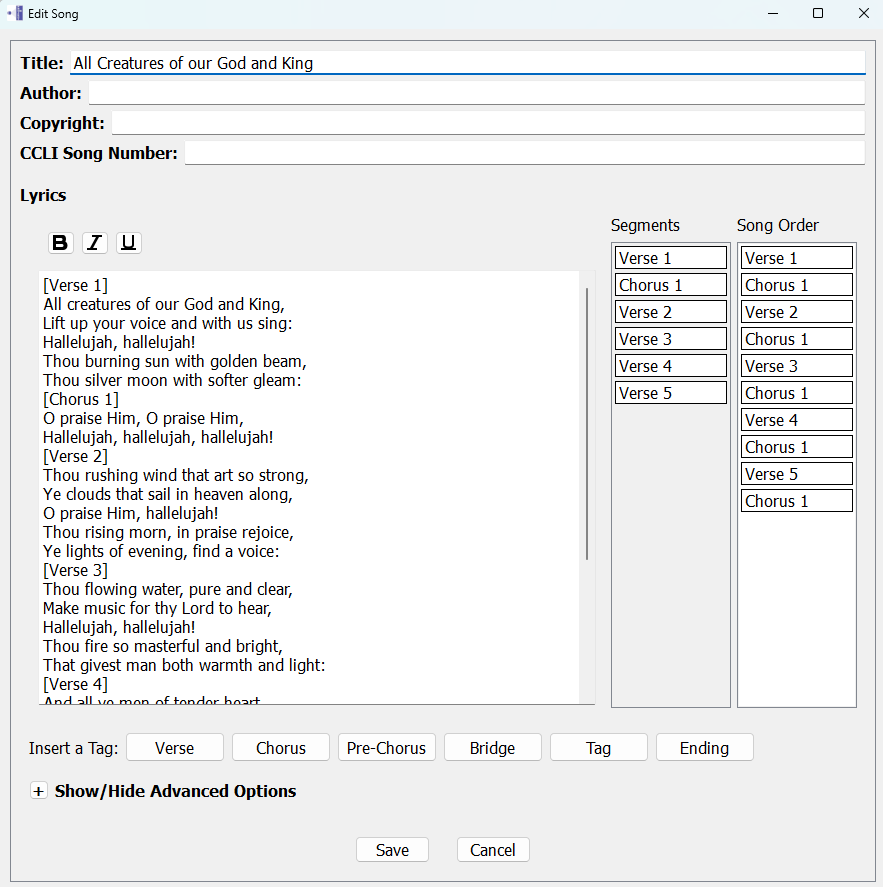 Edit Song
Title: All Creatures of our God and King
Author:
Copyright:
CCLI Song Number:
Lyrics
B I U
[Verse 1]
All creatures of our God and King,
Lift up your voice and with us sing:
Hallelujah, hallelujah!
Thou burning sun with golden beam,
Thou silver moon with softer gleam:
[Chorus 1]
O praise Him, O praise Him,
Hallelujah, hallelujah, hallelujah!
[Verse 2]
Thou rushing wind that art so strong,
Ye clouds that sail in heaven along,
O praise Him, hallelujah!
Thou rising morn, in praise rejoice,
Ye lights of evening, find a voice:
[Verse 3]
Thou flowing water, pure and clear,
Make music for thy Lord to hear,
Hallelujah, hallelujah!
Thou fire so masterful and bright,
That givest man both warmth and light:
[Verse 4]
And all ye men of tender heart
Segments
Verse 1
Chorus 1
Verse 2
Verse 3
Verse 4
Verse 5
Song Order
Verse 1
Chorus 1
Verse 2
Chorus 1
Verse 3
Chorus 1
Verse 4
Chorus 1
Verse 5
Chorus 1
Insert a Tag: Verse Chorus Pre-Chorus Bridge Tag Ending
+ Show/Hide Advanced Options
Save Cancel